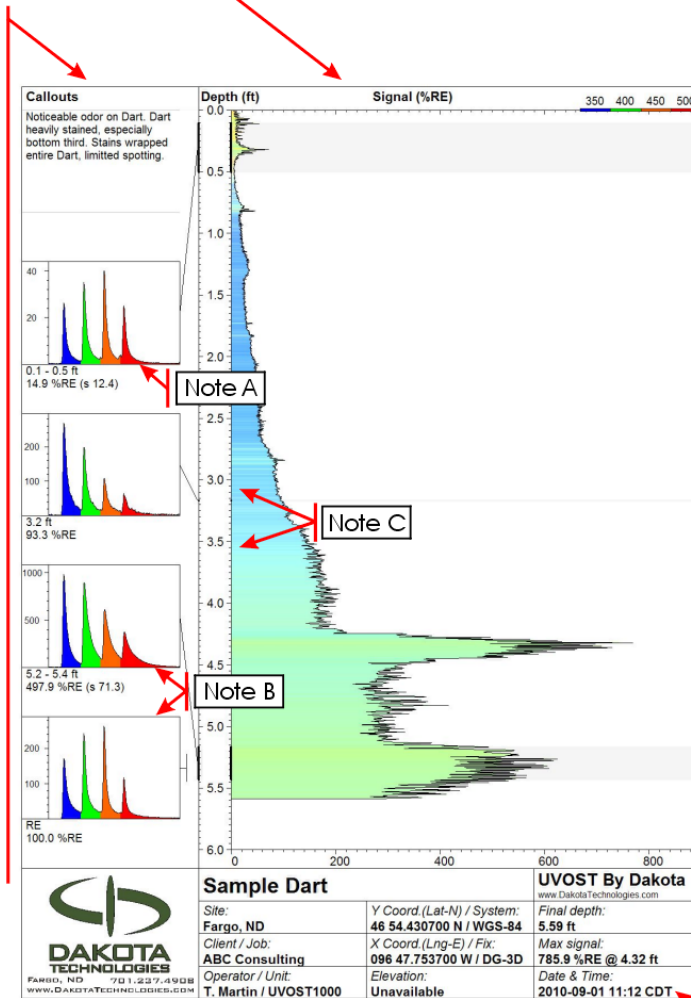 Callouts
Noticeable odor on Dart. Dart
heavily stained, especially
bottom third. Stains wrapped
entire Dart, limitted spotting.
40
20
0.1 - 0.5 ft
14.9 %RE (s 12.4)
Note A
200
100
3.2 ft
93.3 %RE
1000
500
5.2 - 5.4 ft
497.9 %RE (s 71.3)
Note B
200
100
RE
100.0 %RE
Depth (ft)
Signal (%RE)
350 400 450 500
0.0
0.5
1.0
1.5
2.0
2.5
3.0
3.5
4.0
4.5
5.0
5.5
6.0
Note C
0 200 400 600 800
DAKOTA
TECHNOLOGIES
FARGO, ND 701.237.4908
WWW.DAKOTATECHNOLOGIES.COM
Sample Dart
UVOST By Dakota
www.DakotaTechnologies.com
Site:
Fargo, ND
Y Coord.(Lat-N) / System:
46 54.430700 N / WGS-84
Final depth:
5.59 ft
Client / Job:
ABC Consulting
X Coord.(Lng-E) / Fix:
096 47.753700 W / DG-3D
Max signal:
785.9 %RE @ 4.32 ft
Operator / Unit:
T. Martin / UVOST1000
Elevation:
Unavailable
Date & Time:
2010-09-01 11:12 CDT